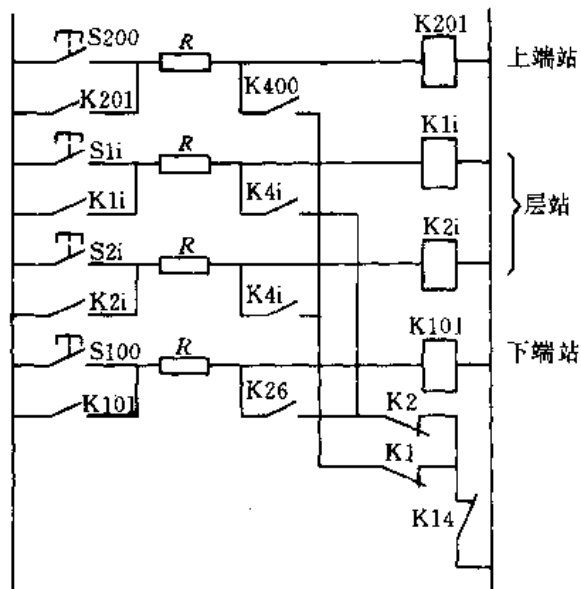 S200 R K201 上端站
K201 K400
S1i R K1i
K1i K4i
层站
S2i R K2i
K2i K4i
S100 R K101 下端站
K101 K26 K2
K1
K14